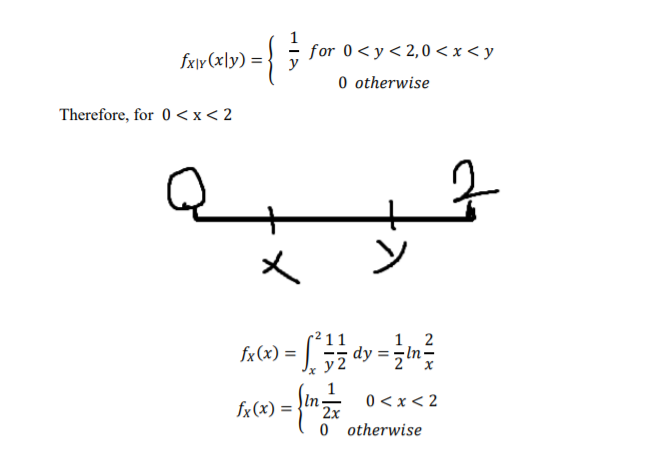 f_{X|Y}(x|y) = { 1/y for 0 < y < 2, 0 < x < y
0 otherwise
Therefore, for 0 < x < 2
0 2
x y
f_X(x) = ∫_x^2 1/y 1/2 dy = 1/2 ln 2/x
f_X(x) = { ln 1/2x 0 < x < 2
0 otherwise